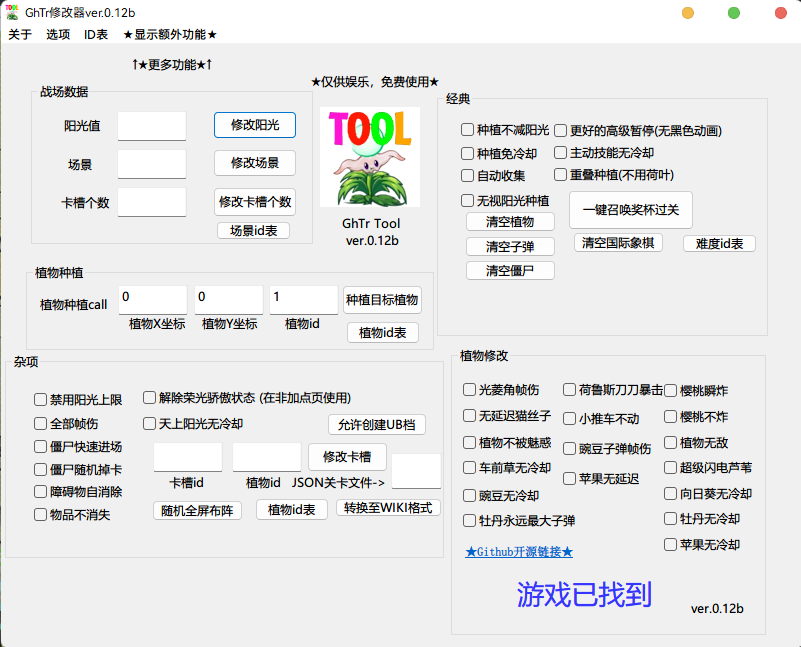 GhTr修改器ver.0.12b
关于 选项 ID表 ★显示额外功能★
↑★更多功能★↑
★仅供娱乐，免费使用★
战场数据
阳光值 修改阳光
场景 修改场景
卡槽个数 修改卡槽个数
场景id表
TOOL
GhTr Tool
ver.0.12b
经典
种植不减阳光 更好的高级暂停(无黑色动画)
种植免冷却 主动技能无冷却
自动收集 重叠种植(不用荷叶)
无视阳光种植
清空植物 一键召唤奖杯过关
清空子弹 清空国际象棋 难度id表
清空僵尸
植物种植
植物种植call 0 0 1 种植目标植物
植物X坐标 植物Y坐标 植物id
植物id表
杂项
禁用阳光上限 解除荣光骄傲状态 (在非加点页使用)
全部帧伤 天上阳光无冷却 允许创建UB档
僵尸快速进场
僵尸随机掉卡 修改卡槽
卡槽id 植物id JSON关卡文件->
障碍物自消除
物品不消失 随机全屏布阵 植物id表 转换至WIKI格式
植物修改
光菱角帧伤 荷鲁斯刀刀暴击 樱桃瞬炸
无延迟猫丝子 小推车不动 樱桃不炸
植物不被魅惑 豌豆子弹帧伤 植物无敌
车前草无冷却 苹果无延迟 超级闪电芦苇
豌豆无冷却 向日葵无冷却
牡丹永远最大子弹 牡丹无冷却
苹果无冷却
★Github开源链接★
游戏已找到
ver.0.12b